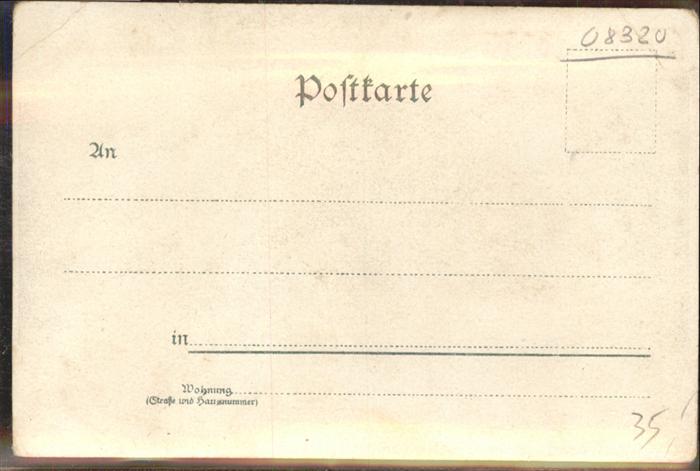 08320
Postkarte
An
in
Wohnung
(Straße und Hausnummer)
35,